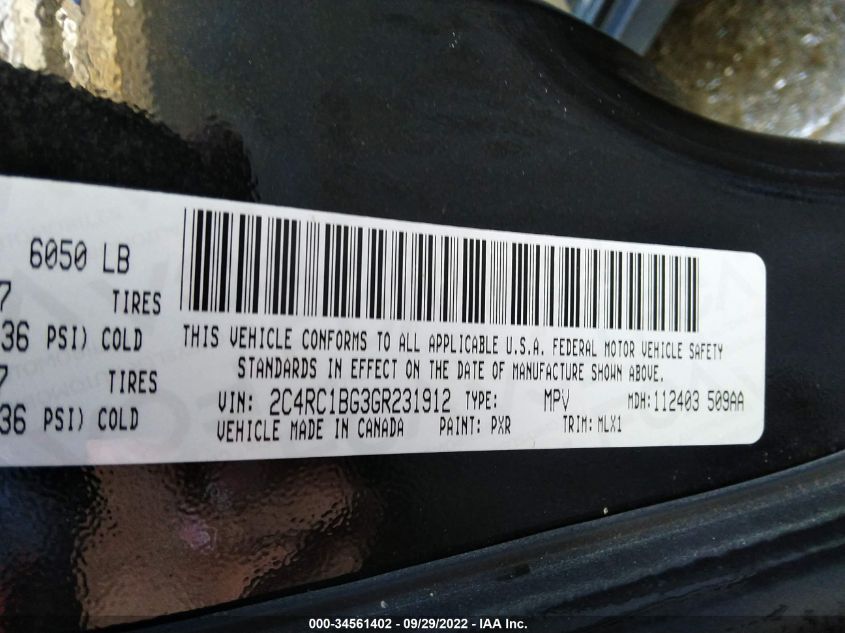 6050 LB
7 TIRES
36 PSI) COLD
7 TIRES
36 PSI) COLD
THIS VEHICLE CONFORMS TO ALL APPLICABLE U.S.A. FEDERAL MOTOR VEHICLE SAFETY
STANDARDS IN EFFECT ON THE DATE OF MANUFACTURE SHOWN ABOVE.
VIN: 2C4RC1BG3GR231912 TYPE: MPV MDH:112403 509AA
VEHICLE MADE IN CANADA PAINT: PXR TRIM: MLX1
000-34561402 - 09/29/2022 - IAA Inc.